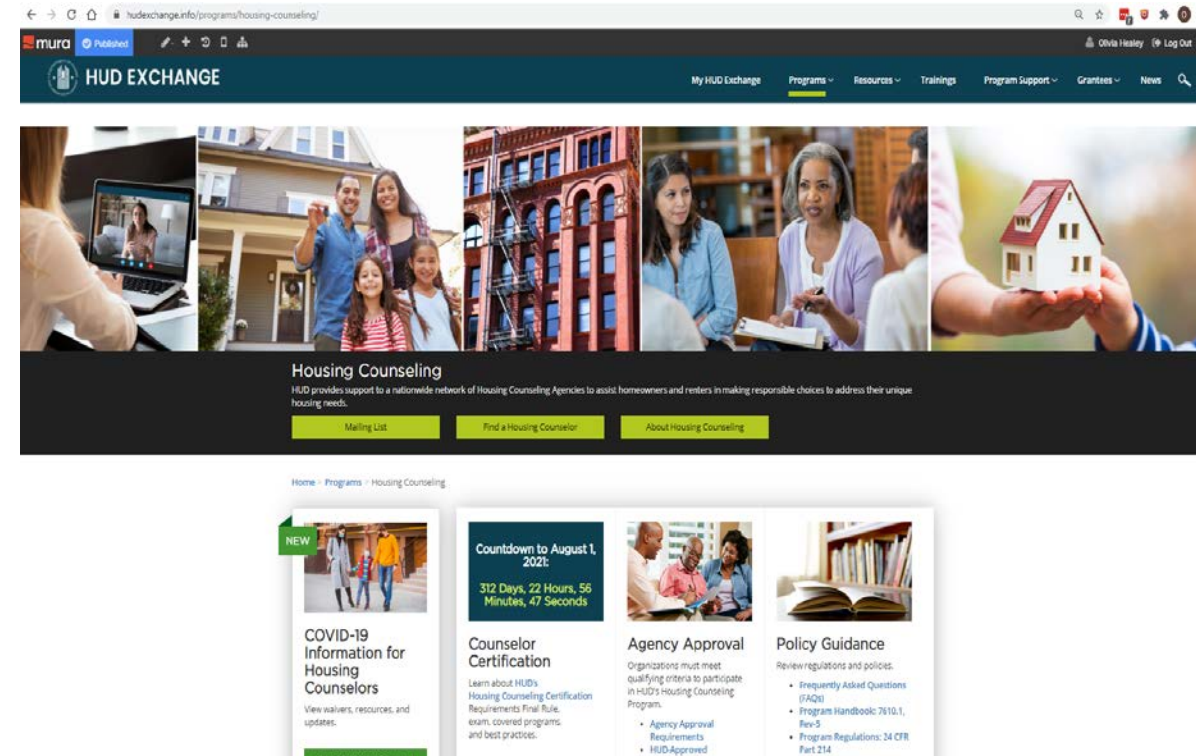 hudexchange.info/programs/housing-counseling/
mura Published Olivia Healey Log Out
HUD EXCHANGE
My HUD Exchange Programs Resources Trainings Program Support Grantees News
Housing Counseling
HUD provides support to a nationwide network of Housing Counseling Agencies to assist homeowners and renters in making responsible choices to address their unique
housing needs.
Mailing List Find a Housing Counselor About Housing Counseling
Home > Programs > Housing Counseling
NEW
COVID-19
Information for
Housing
Counselors
View waivers, resources, and
updates.
Countdown to August 1,
2021:
312 Days, 22 Hours, 56
Minutes, 47 Seconds
Counselor
Certification
Learn about HUD's
Housing Counseling Certification
Requirements Final Rule,
exam, covered programs,
and best practices.
Agency Approval
Organizations must meet
qualifying criteria to participate
in HUD's Housing Counseling
Program.
• Agency Approval
Requirements
• HUD-Approved
Policy Guidance
Review regulations and policies.
• Frequently Asked Questions
(FAQs)
• Program Handbook: 7610.1,
Rev-5
• Program Regulations: 24 CFR
Part 214